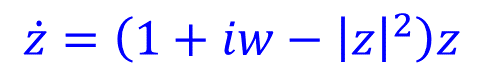 ż = (1 + iw − |z|²)z